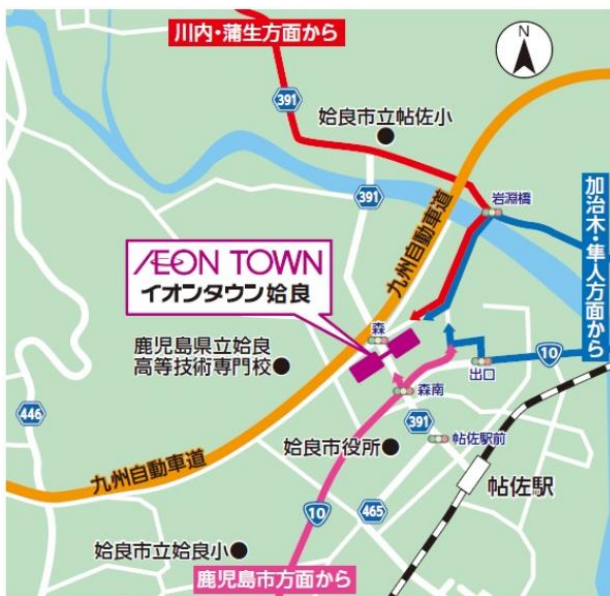 川内・蒲生方面から
N
391
姶良市立帖佐小
391
岩淵橋
加治木・隼人方面から
九州自動車道
ÆON TOWN
イオンタウン姶良
森
鹿児島県立姶良
高等技術専門校
10
出口
森南
446
391
姶良市役所
帖佐駅前
九州自動車道
帖佐駅
10
465
姶良市立姶良小
鹿児島市方面から